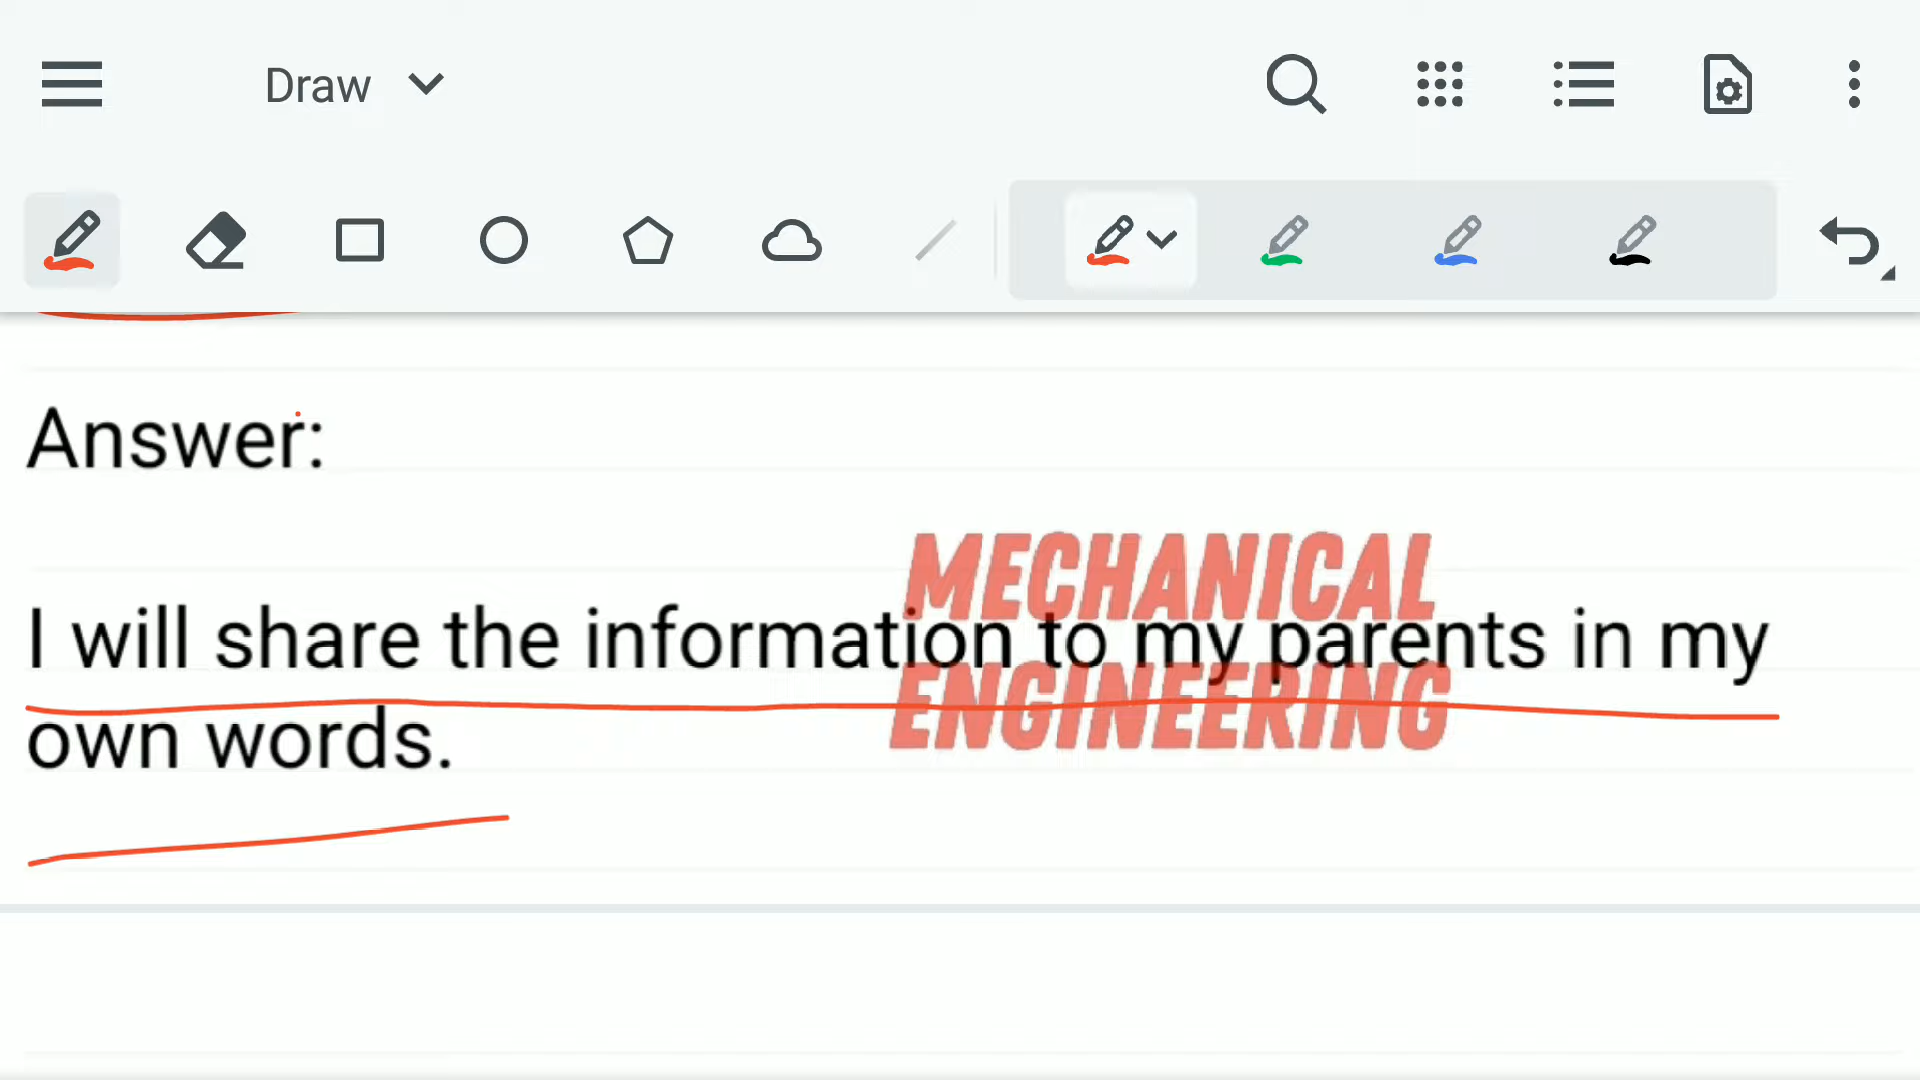 Draw
Answer:
MECHANICAL
I will share the information to my parents in my
ENGINEERING
own words.